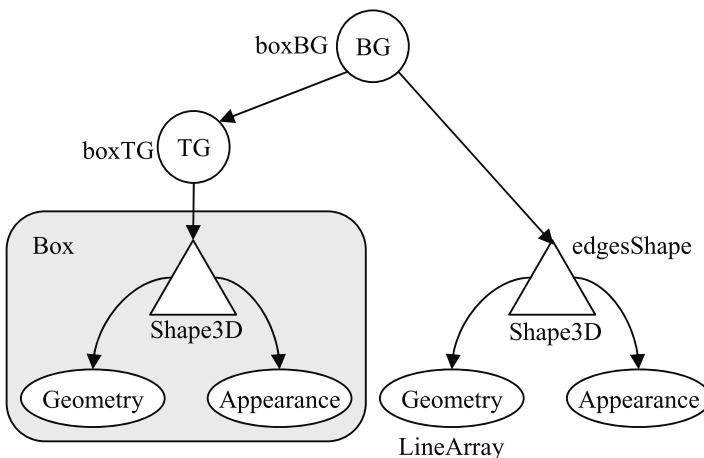 boxBG
BG
boxTG
TG
Box
edgesShape
Shape3D
Shape3D
Geometry
Appearance
Geometry
Appearance
LineArray